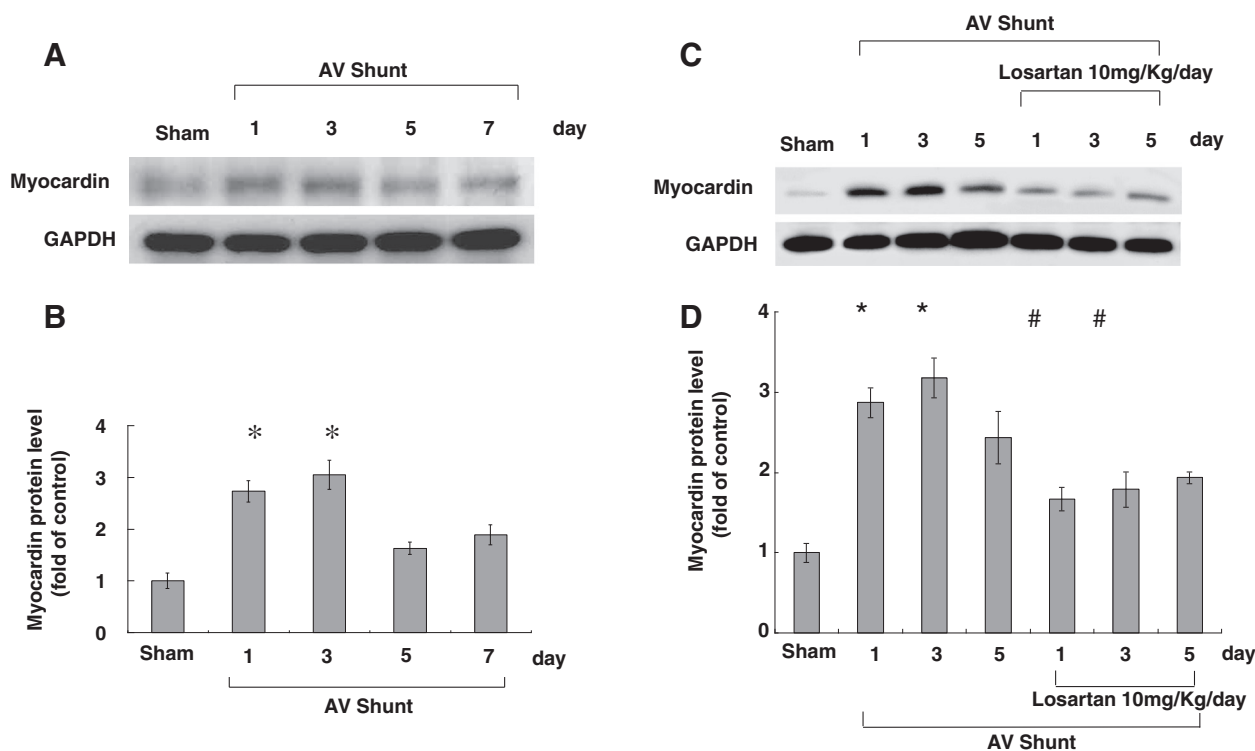 A
AV Shunt
Sham 1 3 5 7 day
Myocardin
GAPDH
B
Myocardin protein level
(fold of control)
4
3
2
1
0
* *
Sham 1 3 5 7 day
AV Shunt
C
AV Shunt
Losartan 10mg/Kg/day
Sham 1 3 5 1 3 5 day
Myocardin
GAPDH
D
Myocardin protein level
(fold of control)
4
3
2
1
0
* * # #
Sham 1 3 5 1 3 5 day
Losartan 10mg/Kg/day
AV Shunt